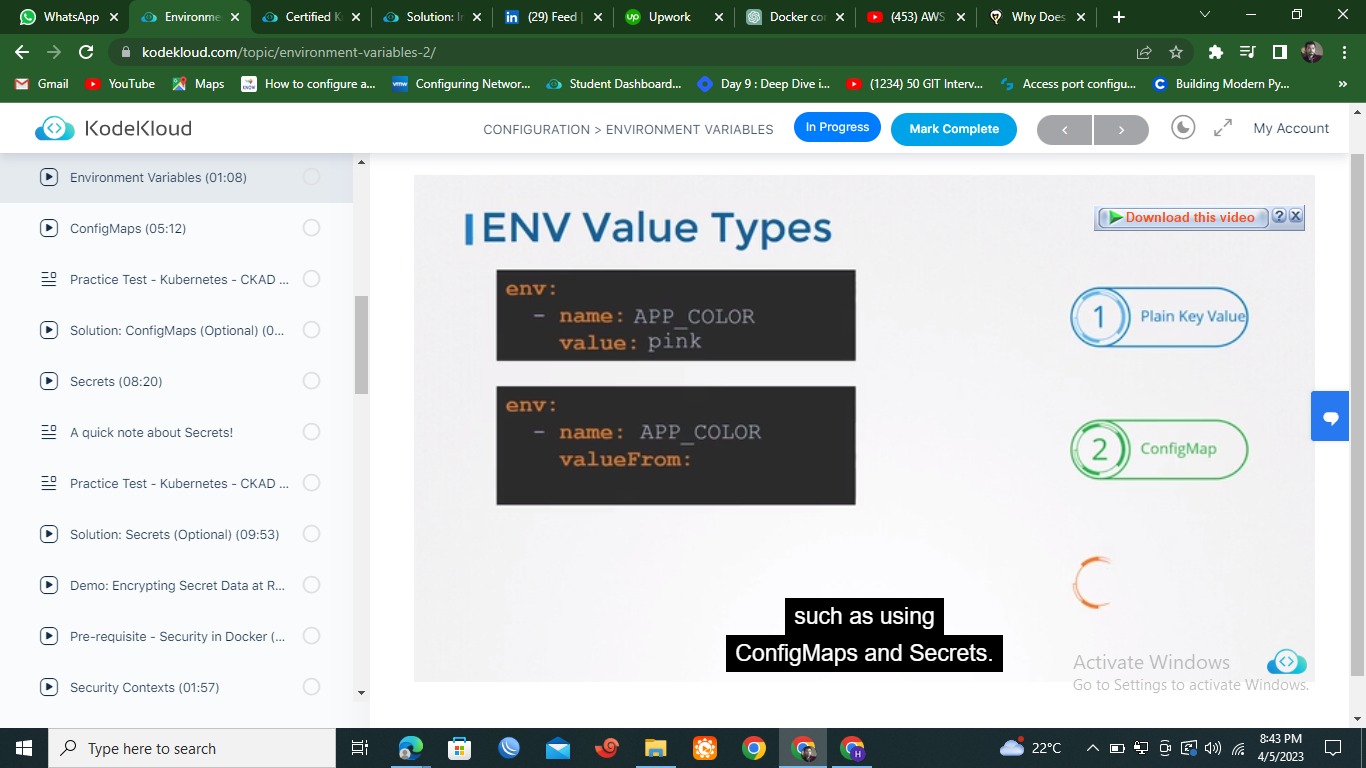 WhatsApp
Environme
Certified K
Solution: I
(29) Feed |
Upwork
Docker co
(453) AWS
Why Does
kodekloud.com/topic/environment-variables-2/
Gmail
YouTube
Maps
How to configure a...
Configuring Networ...
Student Dashboard...
Day 9 : Deep Dive i...
(1234) 50 GIT Interv...
Access port configu...
Building Modern Py...
»
KodeKloud
CONFIGURATION > ENVIRONMENT VARIABLES
In Progress
Mark Complete
<
>
My Account
Environment Variables (01:08)
ConfigMaps (05:12)
Practice Test - Kubernetes - CKAD ...
Solution: ConfigMaps (Optional) (0...
Secrets (08:20)
A quick note about Secrets!
Practice Test - Kubernetes - CKAD ...
Solution: Secrets (Optional) (09:53)
Demo: Encrypting Secret Data at R...
Pre-requisite - Security in Docker (...
Security Contexts (01:57)
ENV Value Types
Download this video
?
env:
- name: APP_COLOR
value: pink
1 Plain Key Value
env:
- name: APP_COLOR
valueFrom:
2 ConfigMap
such as using
ConfigMaps and Secrets.
Activate Windows
Go to Settings to activate Windows.
Type here to search
22°C
8:43 PM
4/5/2023